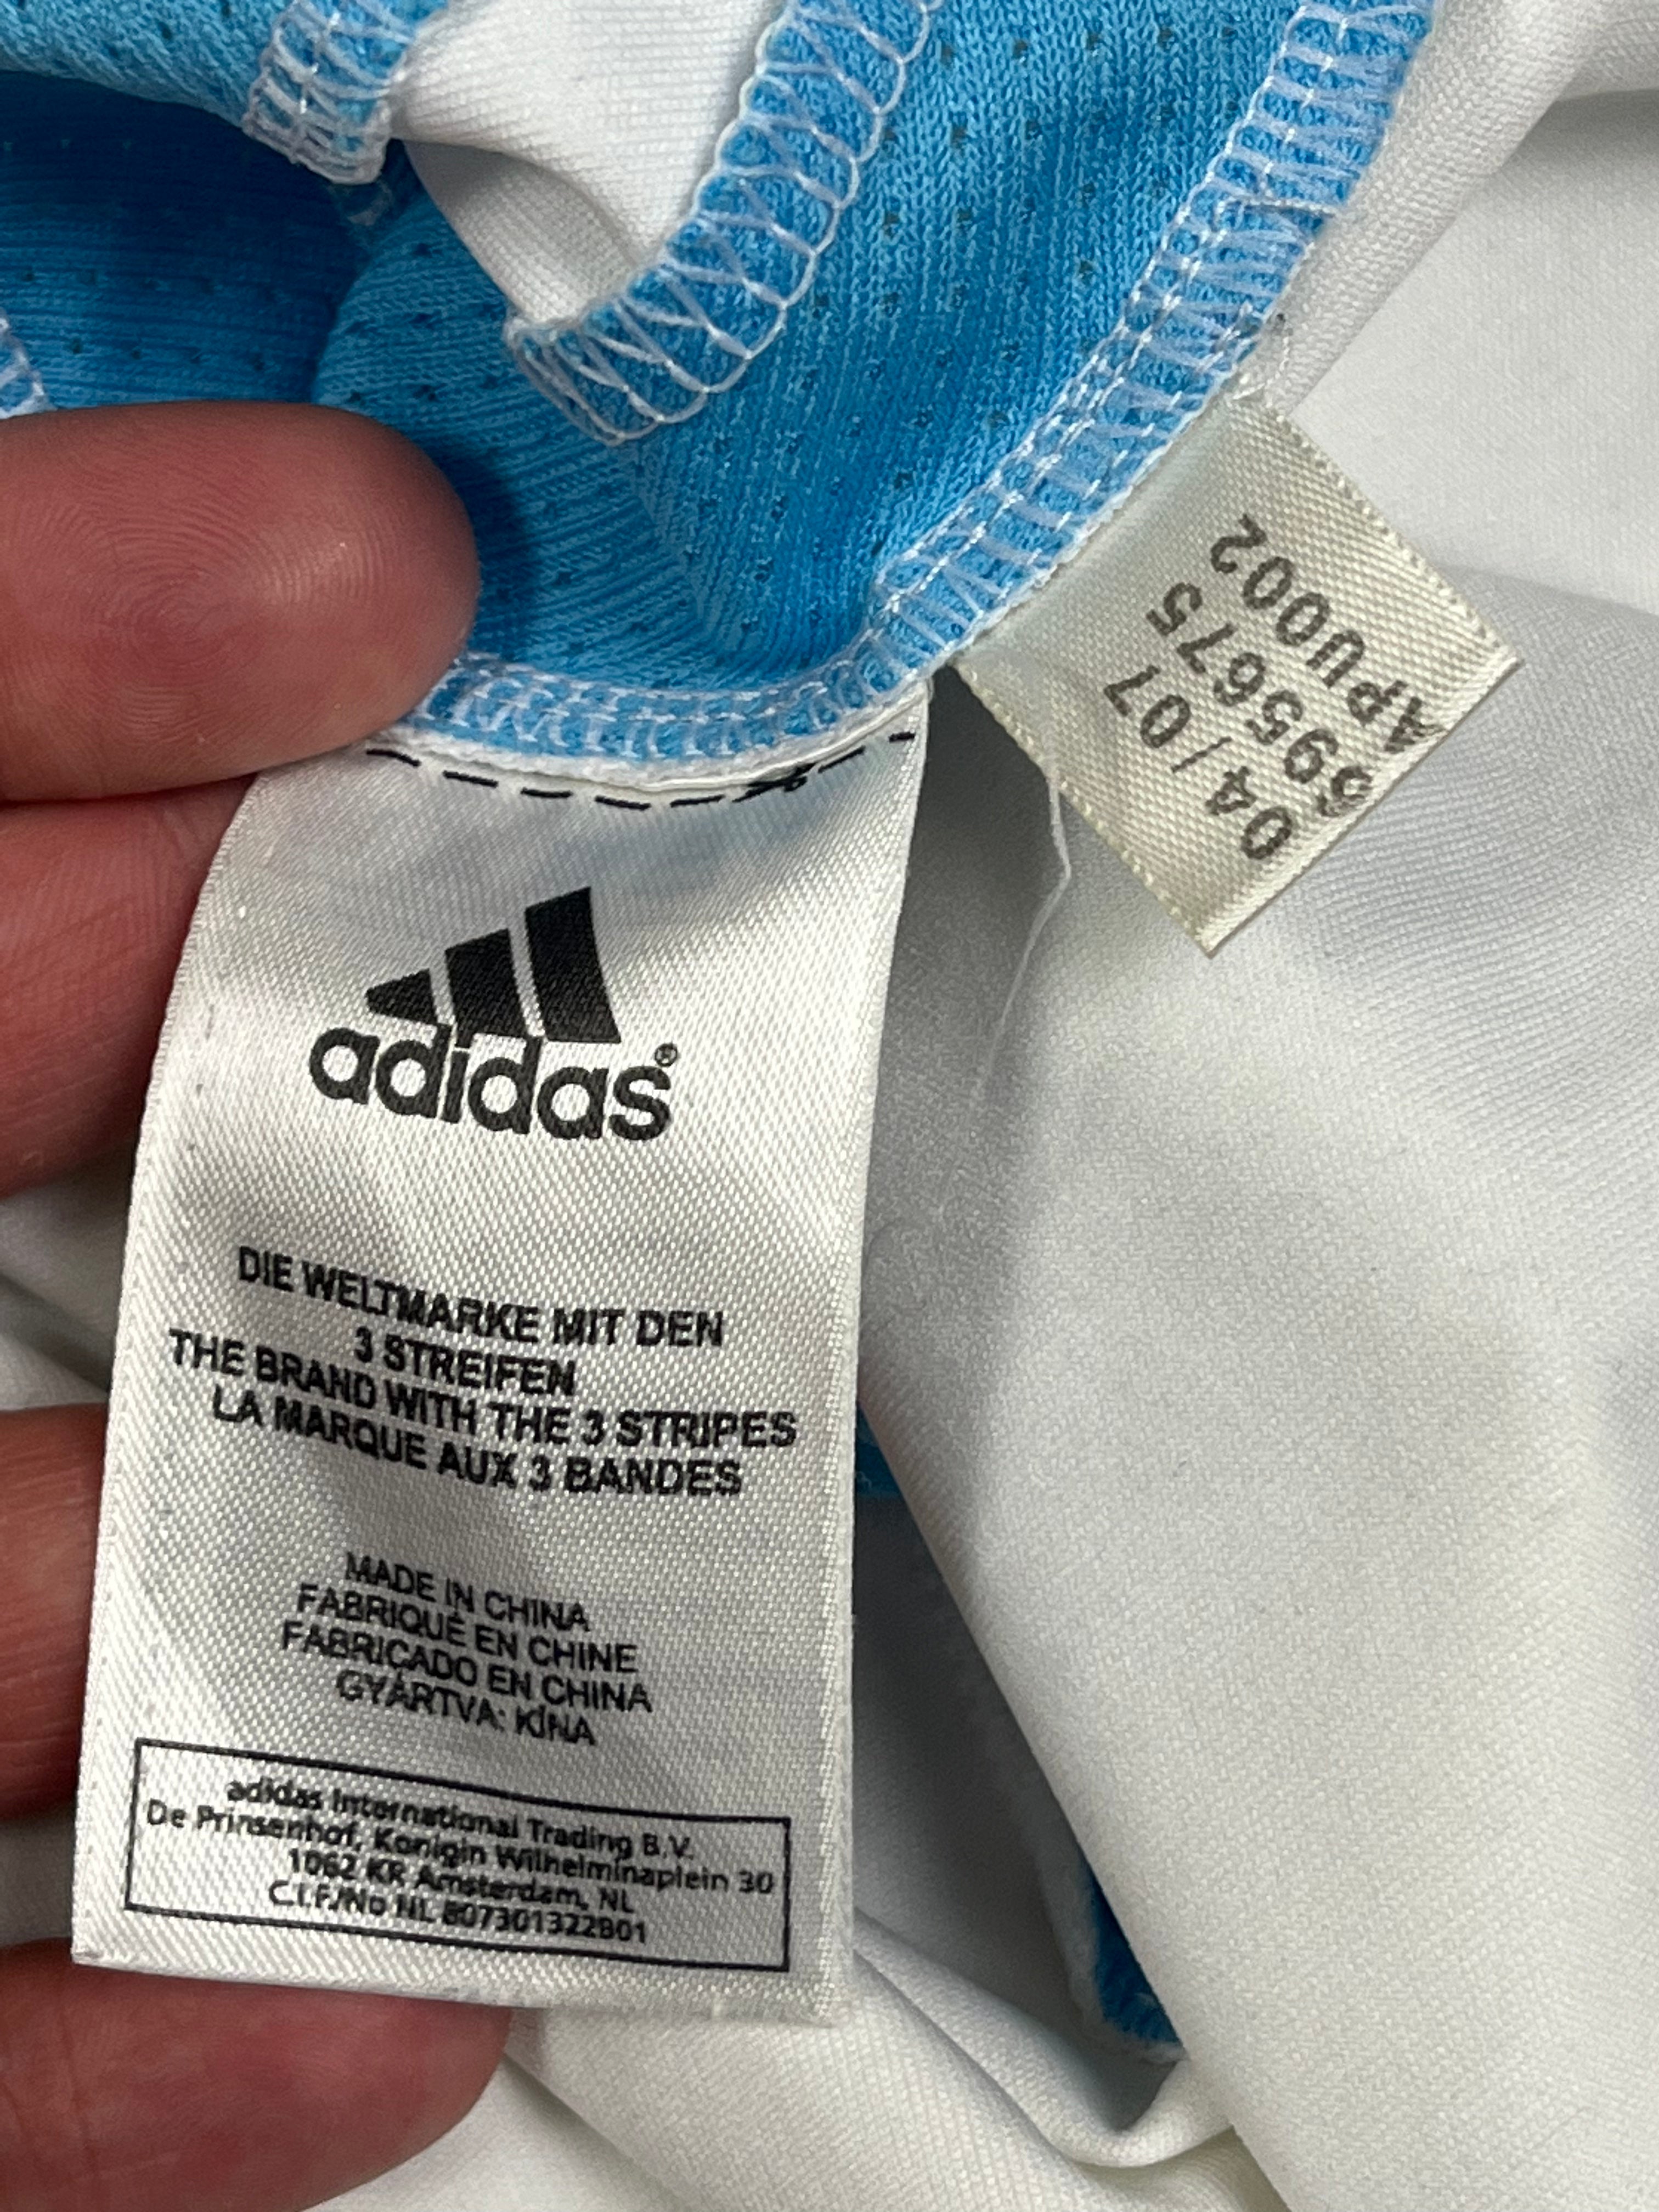 04/07
695675
APU002
adidas®
DIE WELTMARKE MIT DEN
3 STREIFEN
THE BRAND WITH THE 3 STRIPES
LA MARQUE AUX 3 BANDES
MADE IN CHINA
FABRIQUÉ EN CHINE
FABRICADO EN CHINA
GYÁRTVA: KÍNA
adidas International Trading B.V.
De Prinsenhof, Konigin Wilhelminaplein 30
1062 KR Amsterdam, NL
C.I.F./No NL 807301322B01